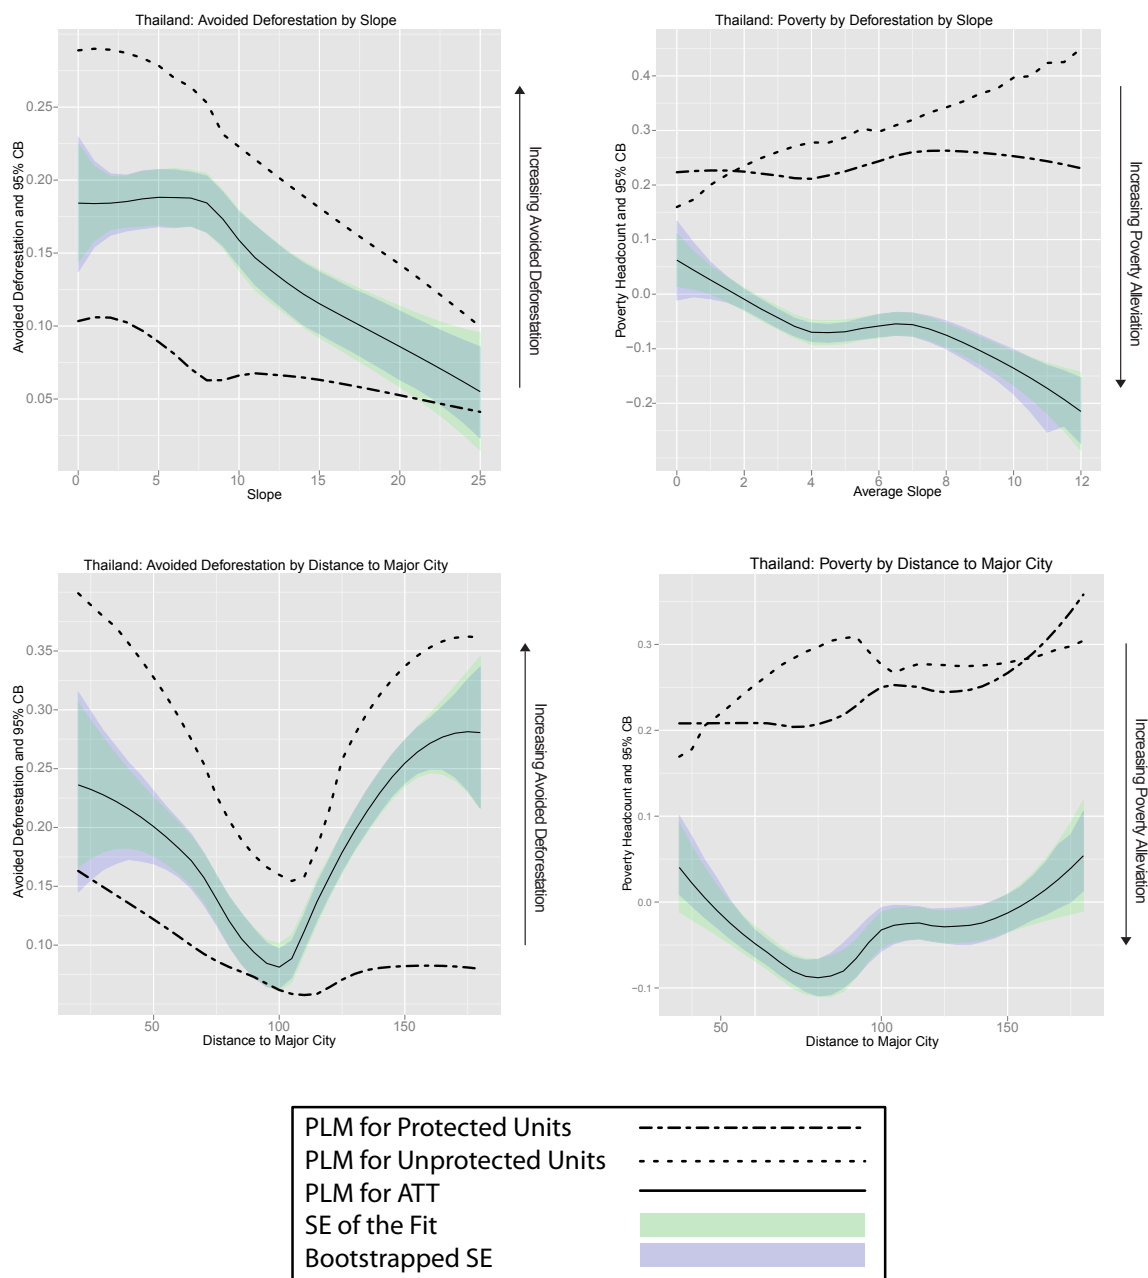 Thailand: Avoided Deforestation by Slope
Avoided Deforestation and 95% CB
0.25
0.20
0.15
0.10
0.05
0
5
10
15
20
25
Slope
Increasing Avoided Deforestation
Thailand: Poverty by Deforestation by Slope
Poverty Headcount and 95% CB
0.4
0.3
0.2
0.1
0.0
−0.1
−0.2
0
2
4
6
8
10
12
Average Slope
Increasing Poverty Alleviation
Thailand: Avoided Deforestation by Distance to Major City
Avoided Deforestation and 95% CB
0.35
0.30
0.25
0.20
0.15
0.10
50
100
150
Distance to Major City
Increasing Avoided Deforestation
Thailand: Poverty by Distance to Major City
Poverty Headcount and 95% CB
0.3
0.2
0.1
0.0
−0.1
50
100
150
Distance to Major City
Increasing Poverty Alleviation
PLM for Protected Units
PLM for Unprotected Units
PLM for ATT
SE of the Fit
Bootstrapped SE